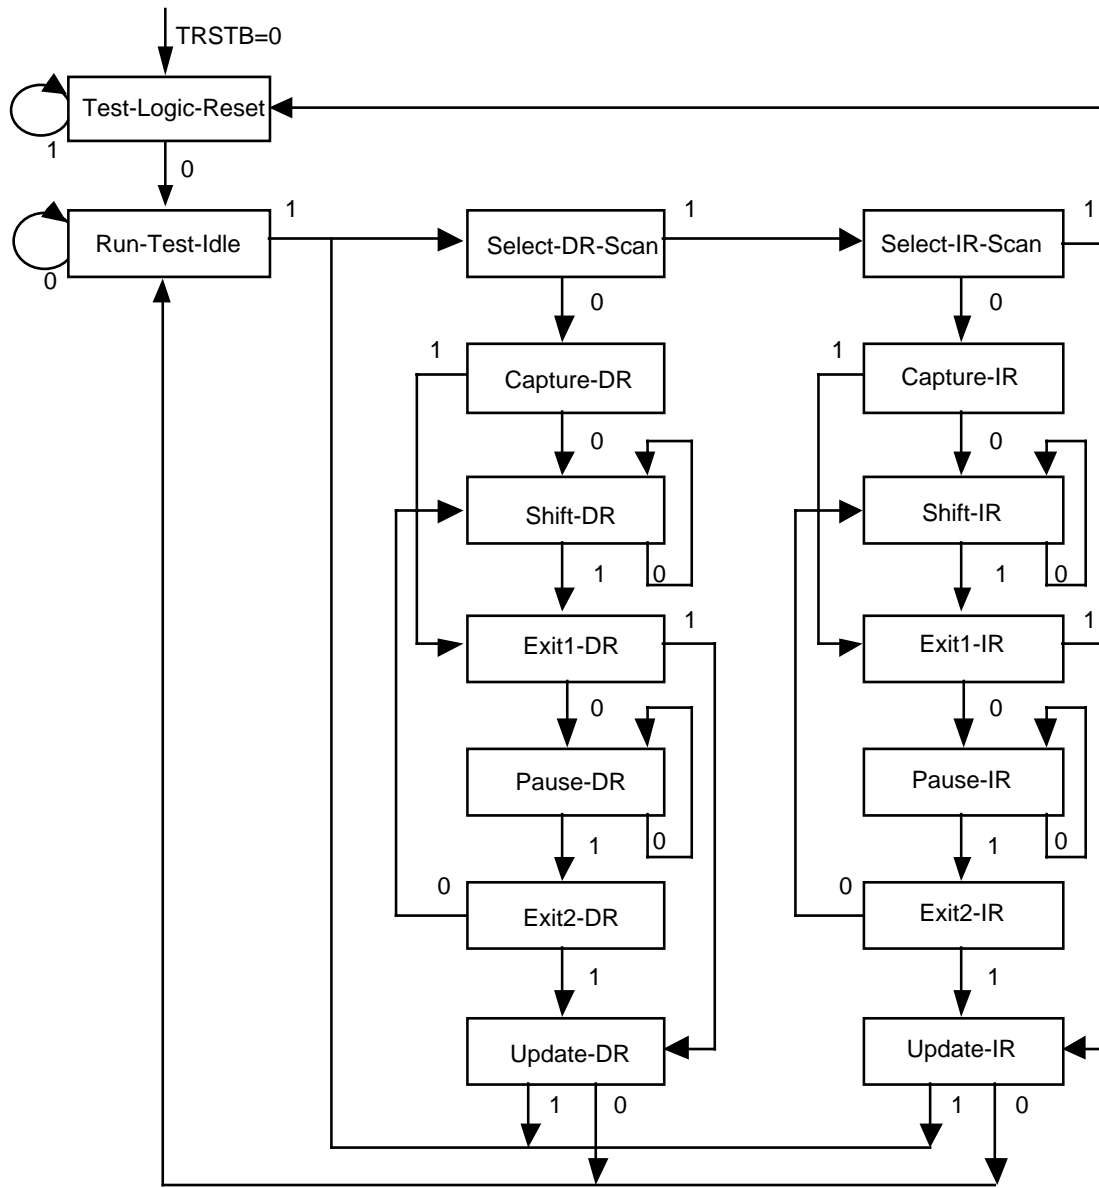 TRSTB=0
Test-Logic-Reset
1
0
1
1
1
Run-Test-Idle
Select-DR-Scan
Select-IR-Scan
0
0
0
1
1
Capture-DR
Capture-IR
0
0
Shift-DR
Shift-IR
1
0
1
0
1
1
Exit1-DR
Exit1-IR
0
0
Pause-DR
Pause-IR
1
0
1
0
0
0
Exit2-DR
Exit2-IR
1
1
Update-DR
Update-IR
1
0
1
0